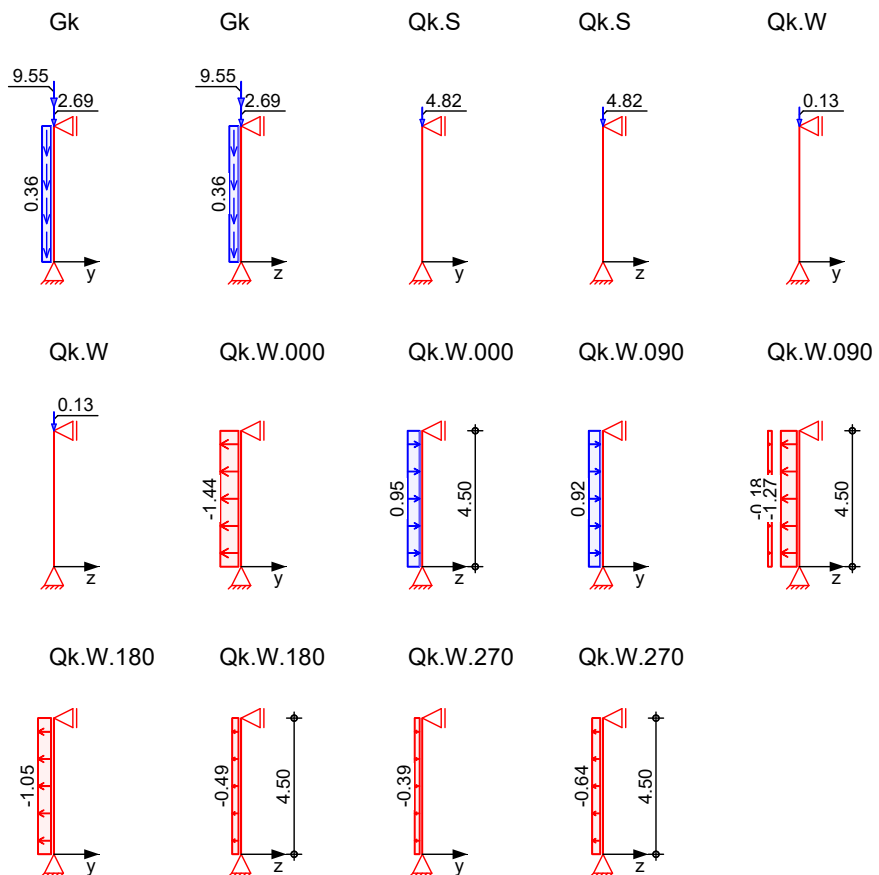 Gk Gk Qk.S Qk.S Qk.W
9.55 2.69 9.55 2.69 4.82 4.82 0.13
0.36 0.36
y z y z y
Qk.W Qk.W.000 Qk.W.000 Qk.W.090 Qk.W.090
0.13 -1.44 0.95 4.50 0.92 -0.18 -1.27 4.50
z y z y z
Qk.W.180 Qk.W.180 Qk.W.270 Qk.W.270
-1.05 -0.49 4.50 -0.39 -0.64 4.50
y z y z